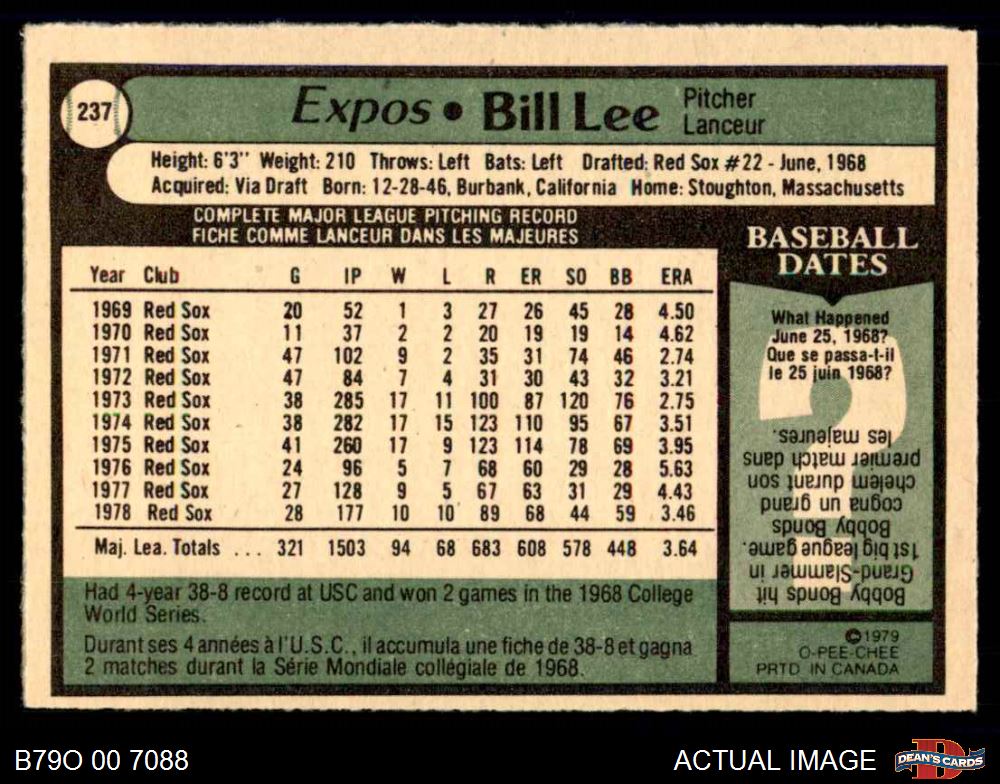 237
Expos • Bill Lee Pitcher
Lanceur
Height: 6'3" Weight: 210 Throws: Left Bats: Left Drafted: Red Sox #22 - June, 1968
Acquired: Via Draft Born: 12-28-46, Burbank, California Home: Stoughton, Massachusetts
COMPLETE MAJOR LEAGUE PITCHING RECORD
FICHE COMME LANCEUR DANS LES MAJEURES
Year Club G IP W L R ER SO BB ERA
1969 Red Sox 20 52 1 3 27 26 45 28 4.50
1970 Red Sox 11 37 2 2 20 19 19 14 4.62
1971 Red Sox 47 102 9 2 35 31 74 46 2.74
1972 Red Sox 47 84 7 4 31 30 43 32 3.21
1973 Red Sox 38 285 17 11 100 87 120 76 2.75
1974 Red Sox 38 282 17 15 123 110 95 67 3.51
1975 Red Sox 41 260 17 9 123 114 78 69 3.95
1976 Red Sox 24 96 5 7 68 60 29 28 5.63
1977 Red Sox 27 128 9 5 67 63 31 29 4.43
1978 Red Sox 28 177 10 10 89 68 44 59 3.46
Maj. Lea. Totals ... 321 1503 94 68 683 608 578 448 3.64
Had 4-year 38-8 record at USC and won 2 games in the 1968 College
World Series.
Durant ses 4 années à l'U.S.C., il accumula une fiche de 38-8 et gagna
2 matches durant la Série Mondiale collégiale de 1968.
BASEBALL
DATES
What Happened
June 25, 1968?
Que se passa-t-il
le 25 juin 1968?
Bobby Bonds hit
Grand-Slammer in
1st big league game.
Bobby Bonds
cogna un grand
chelem durant son
premier match dans
les majeures.
©1979
O-PEE-CHEE
PRTD IN CANADA
B79O 00 7088
ACTUAL IMAGE
DEAN'S CARDS